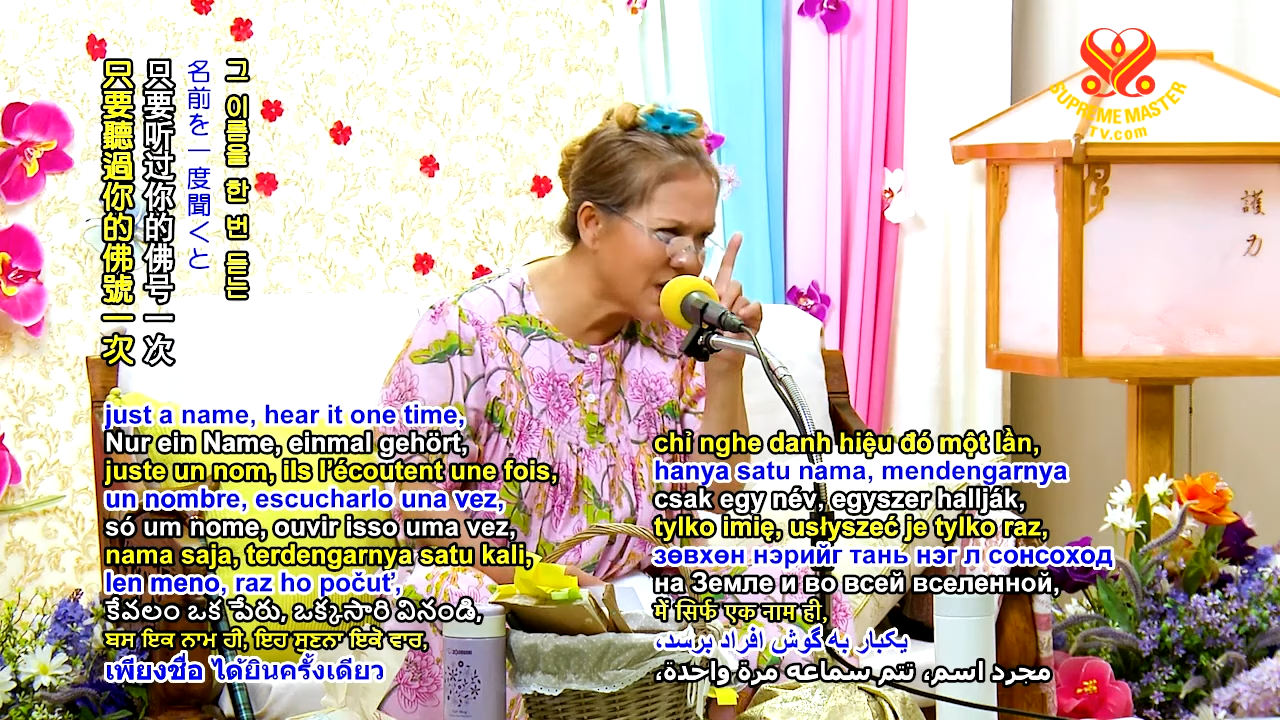 그 이름을 한 번 듣는
名前を一度聞くと
只要听过你的佛号一次
只要聽過你的佛號一次
SUPREME MASTER
TV.com
護
力
just a name, hear it one time,
Nur ein Name, einmal gehört,
juste un nom, ils l'écoutent une fois,
un nombre, escucharlo una vez,
só um nome, ouvir isso uma vez,
nama saja, terdengarnya satu kali,
len meno, raz ho počuť,
కేవలం ఒక పేరు, ఒక్కసారి వినండి,
ਬਸ ਇਕ ਨਾਮ ਹੀ, ਇਹ ਸੁਣਨਾ ਇੱਕੋ ਵਾਰ,
เพียงชื่อ ได้ยินครั้งเดียว
chỉ nghe danh hiệu đó một lần,
hanya satu nama, mendengarnya
csak egy név, egyszer hallják,
tylko imię, usłyszeć je tylko raz,
зөвхөн нэрийг тань нэг л сонсоход
на Земле и во всей вселенной,
में सिर्फ एक नाम ही,
یکبار به گوش افراد برسد،
مجرد اسم، تتم سماعه مرة واحدة،